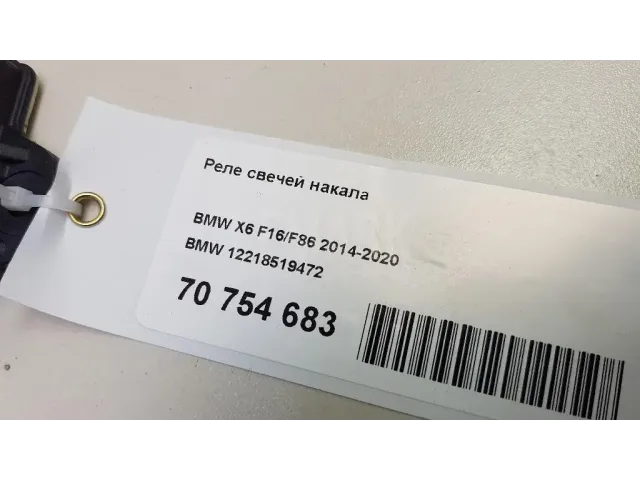 Реле свечей накала
BMW X6 F16/F86 2014-2020
BMW 12218519472
70 754 683